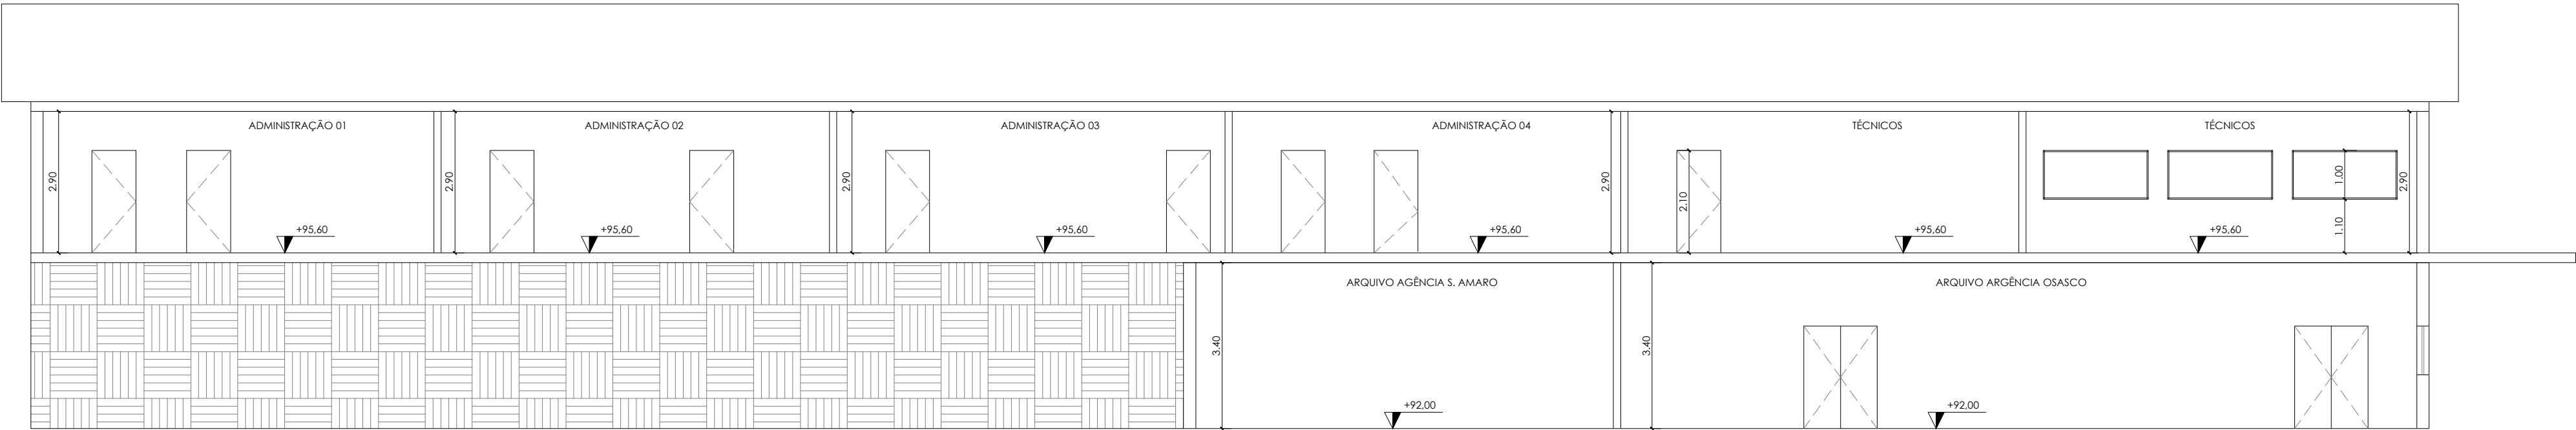 ADMINISTRAÇÃO 01
ADMINISTRAÇÃO 02
ADMINISTRAÇÃO 03
ADMINISTRAÇÃO 04
TÉCNICOS
TÉCNICOS
2.90
2.90
2.90
2.90
2.10
1.00
2.90
1.10
+95,60
+95,60
+95,60
+95,60
+95,60
+95,60
ARQUIVO AGÊNCIA S. AMARO
ARQUIVO ARGÊNCIA OSASCO
3.40
3.40
+92,00
+92,00